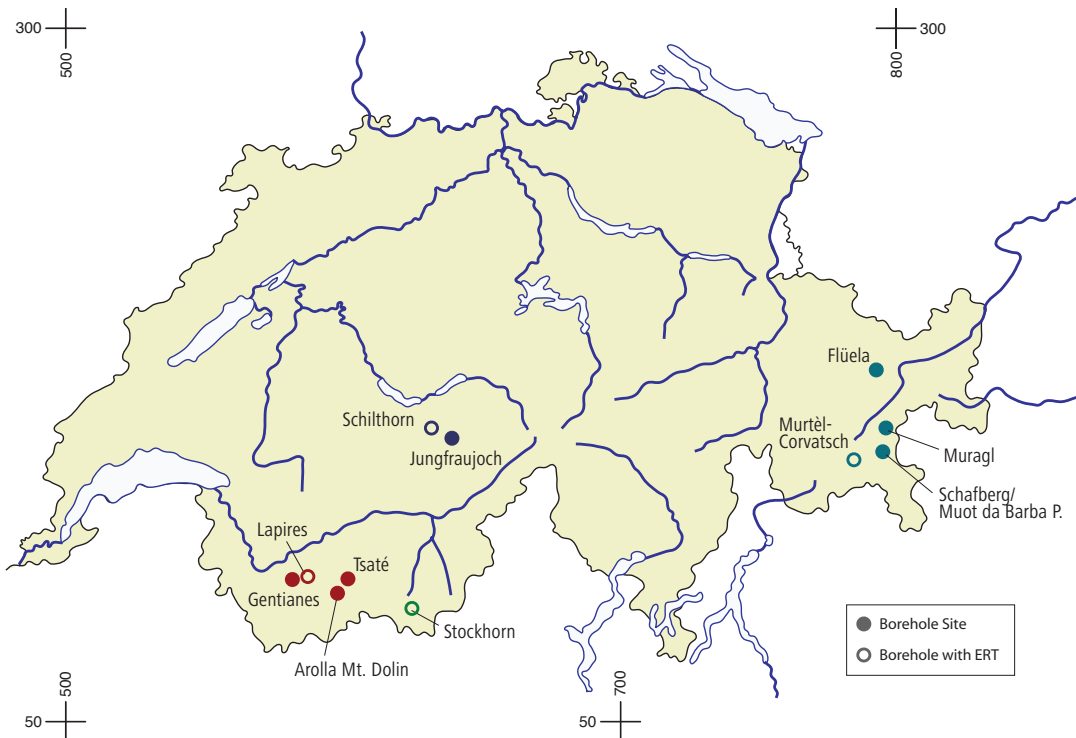 300
500
300
800
Flüela
Schilthorn
Murtèl-
Corvatsch
Jungfraujoch
Muragl
Schafberg/
Muot da Barba P.
Lapires
Tsaté
Gentianes
Stockhorn
Arolla Mt. Dolin
Borehole Site
Borehole with ERT
500
50
700
50